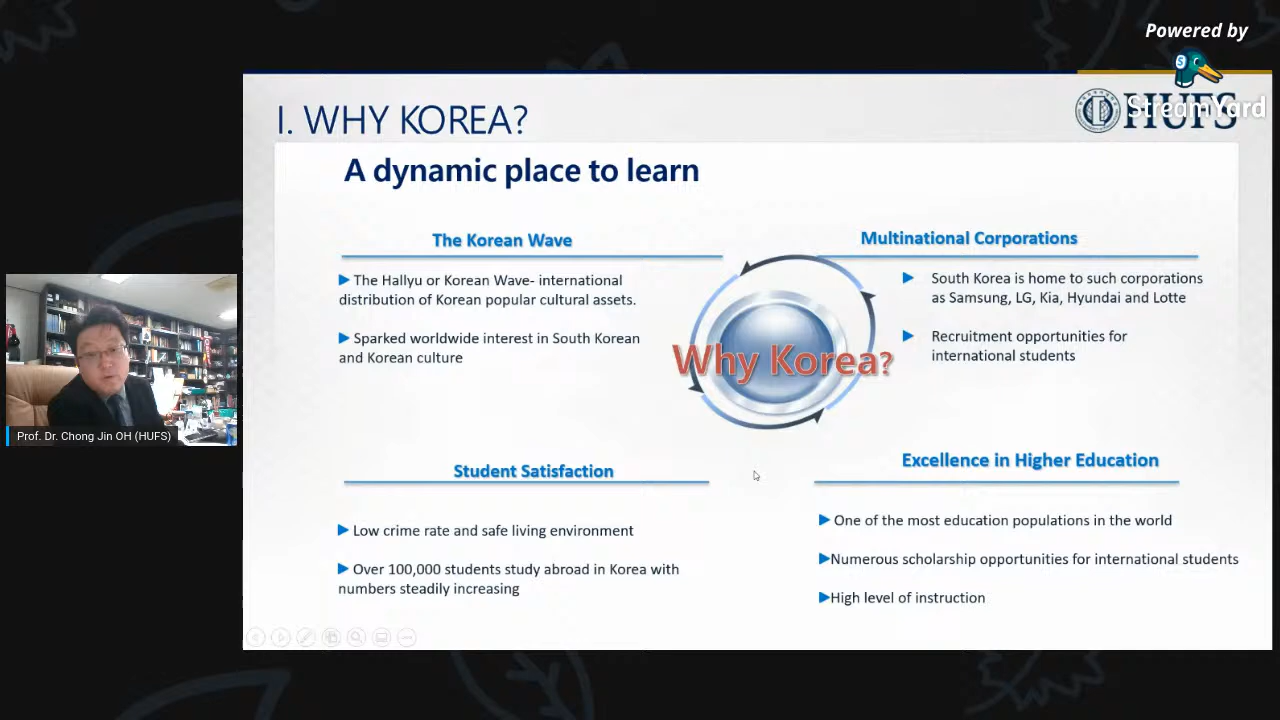 Powered by
StreamYard
HUFS
I. WHY KOREA?
A dynamic place to learn
The Korean Wave
The Hallyu or Korean Wave- international
distribution of Korean popular cultural assets.
Sparked worldwide interest in South Korean
and Korean culture
Multinational Corporations
South Korea is home to such corporations
as Samsung, LG, Kia, Hyundai and Lotte
Recruitment opportunities for
international students
Why Korea?
Prof. Dr. Chong Jin OH (HUFS)
Student Satisfaction
Low crime rate and safe living environment
Over 100,000 students study abroad in Korea with
numbers steadily increasing
Excellence in Higher Education
One of the most education populations in the world
Numerous scholarship opportunities for international students
High level of instruction